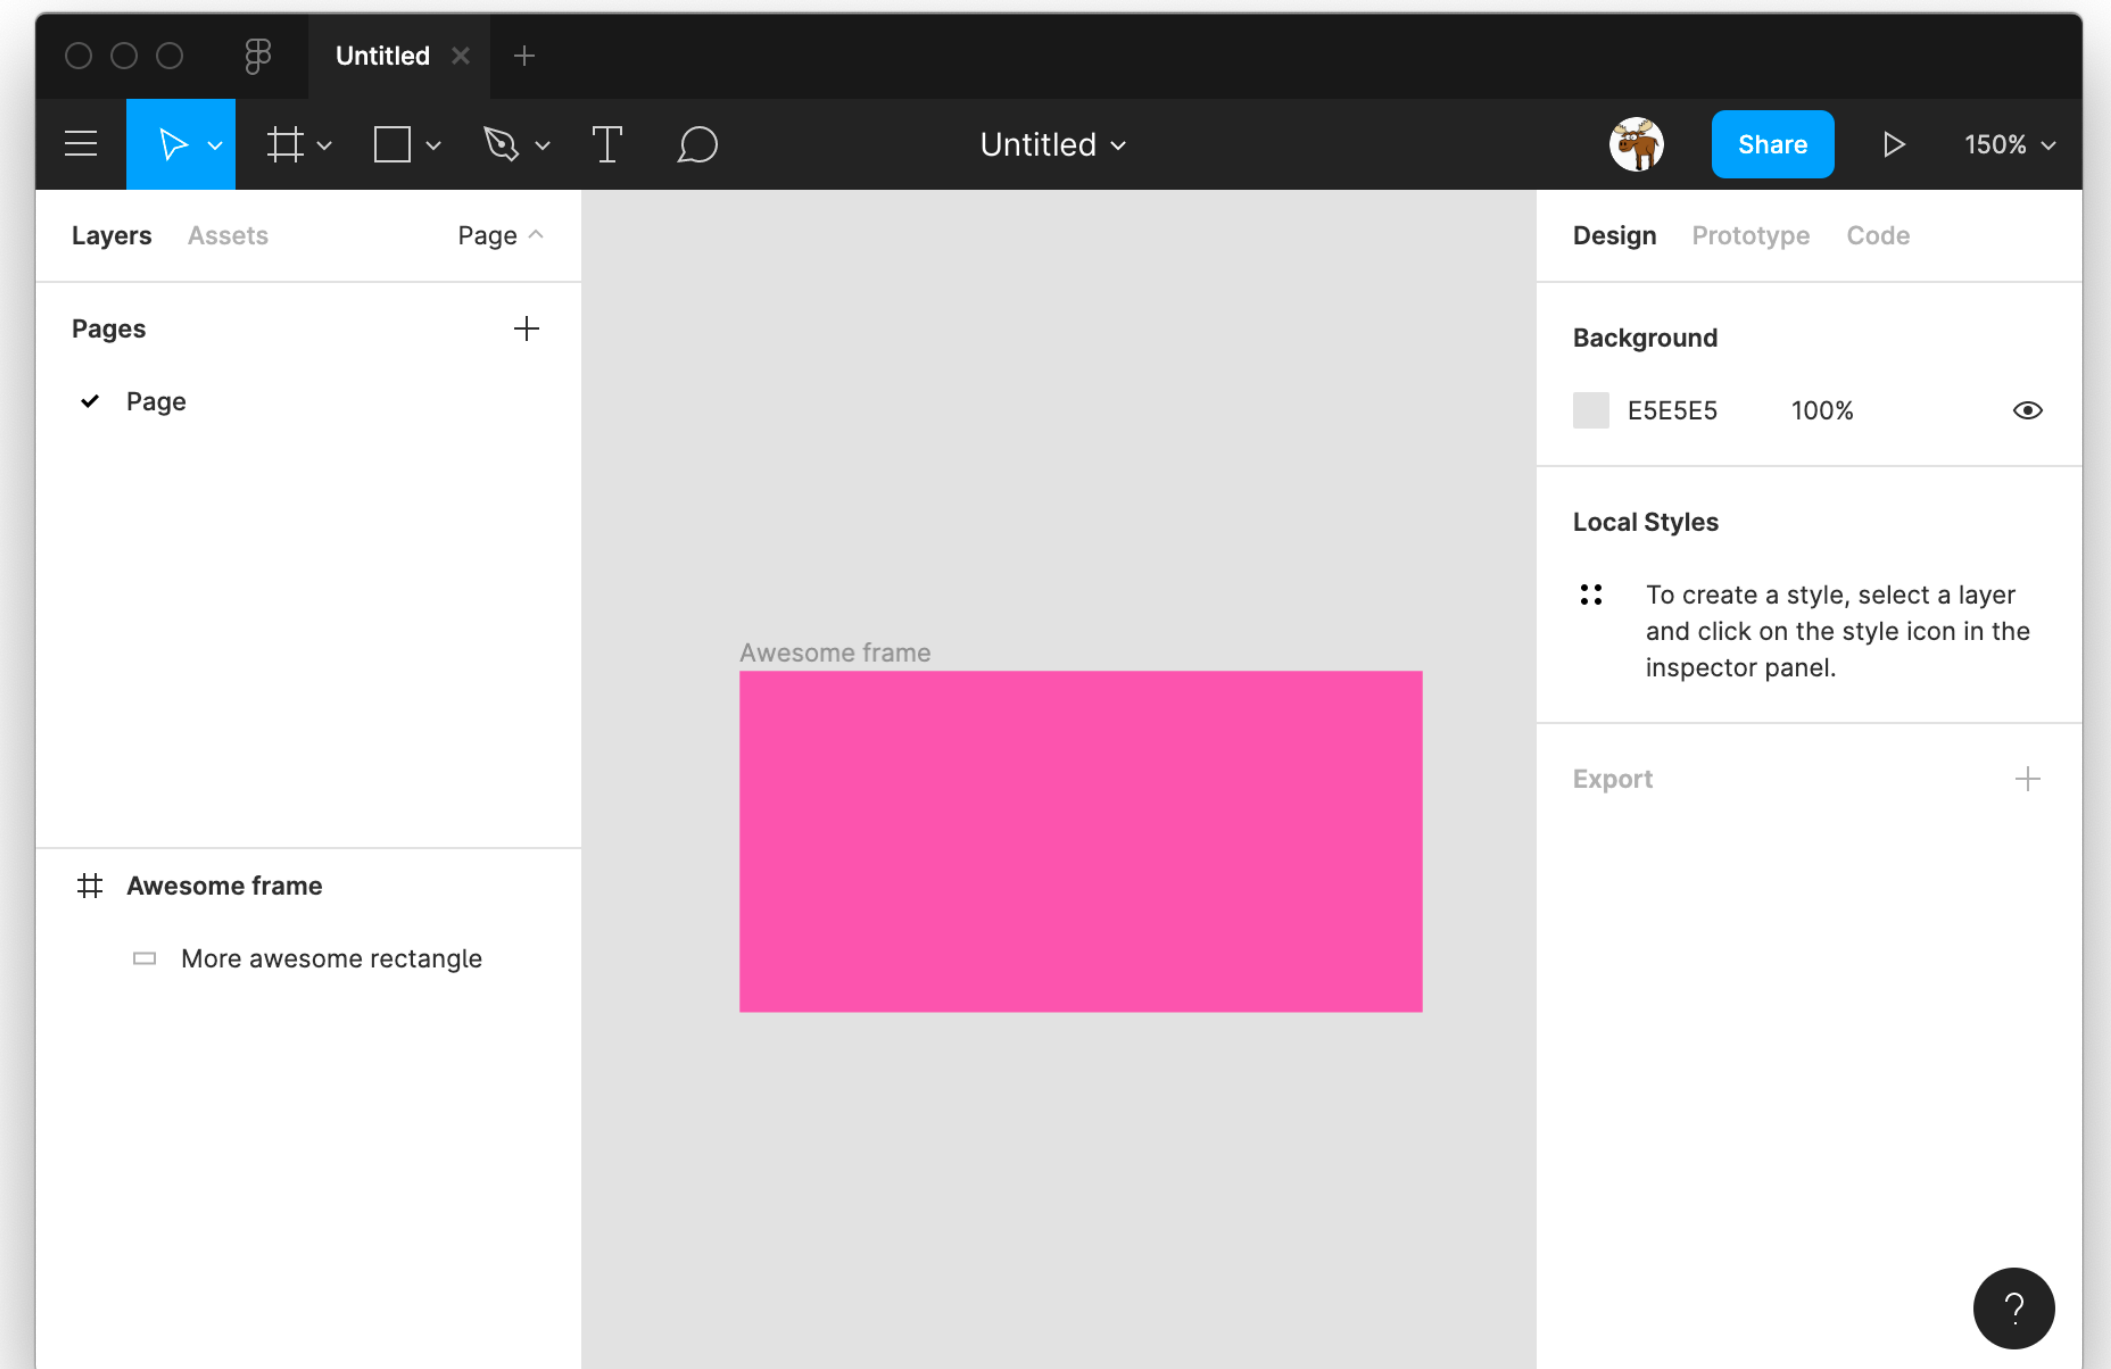 Untitled
Untitled
Share
150%
Layers Assets Page
Pages
Page
Awesome frame
More awesome rectangle
Awesome frame
Design Prototype Code
Background
E5E5E5 100%
Local Styles
To create a style, select a layer
and click on the style icon in the
inspector panel.
Export
?